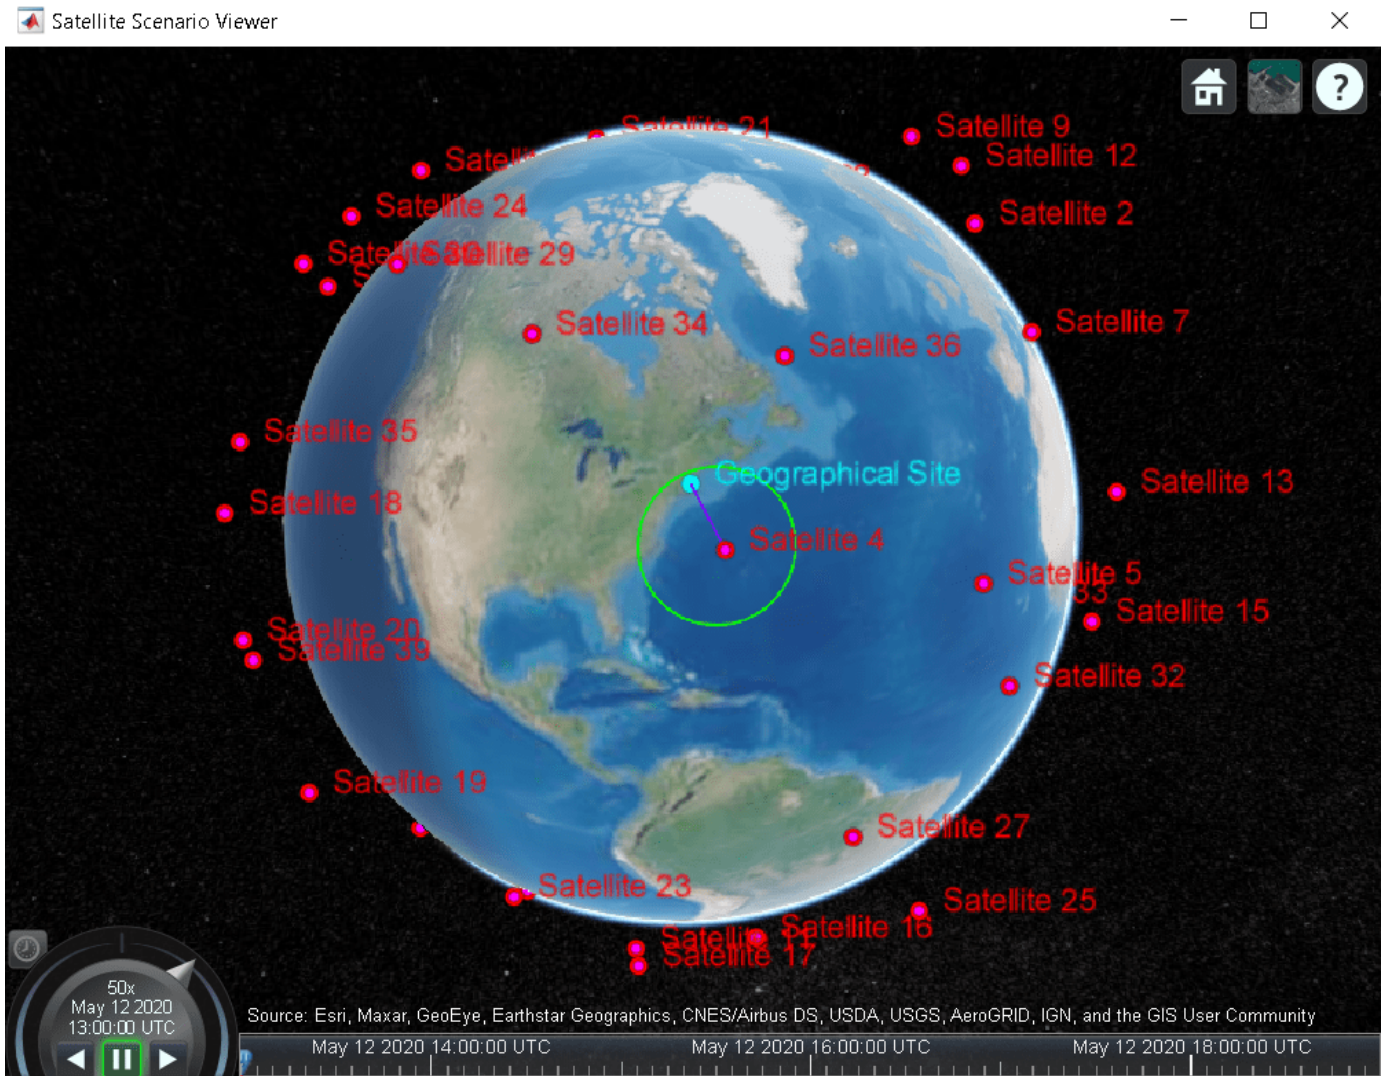 Satellite Scenario Viewer
Satellite 21
Satellite 9
Satellite 12
Satellite 24
Satellite 2
Satellite 29
Satellite 34
Satellite 7
Satellite 36
Satellite 35
Geographical Site
Satellite 13
Satellite 18
Satellite 4
Satellite 5
33
Satellite 15
Satellite 20
Satellite 39
Satellite 32
Satellite 19
Satellite 27
Satellite 23
Satellite 25
Satellite 16
Satellite 11
Satellite 17
50x
May 12 2020
13:00:00 UTC
Source: Esri, Maxar, GeoEye, Earthstar Geographics, CNES/Airbus DS, USDA, USGS, AeroGRID, IGN, and the GIS User Community
May 12 2020 14:00:00 UTC
May 12 2020 16:00:00 UTC
May 12 2020 18:00:00 UTC